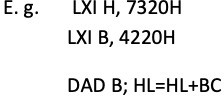 E. g. LXI H, 7320H
LXI B, 4220H
DAD B; HL=HL+BC